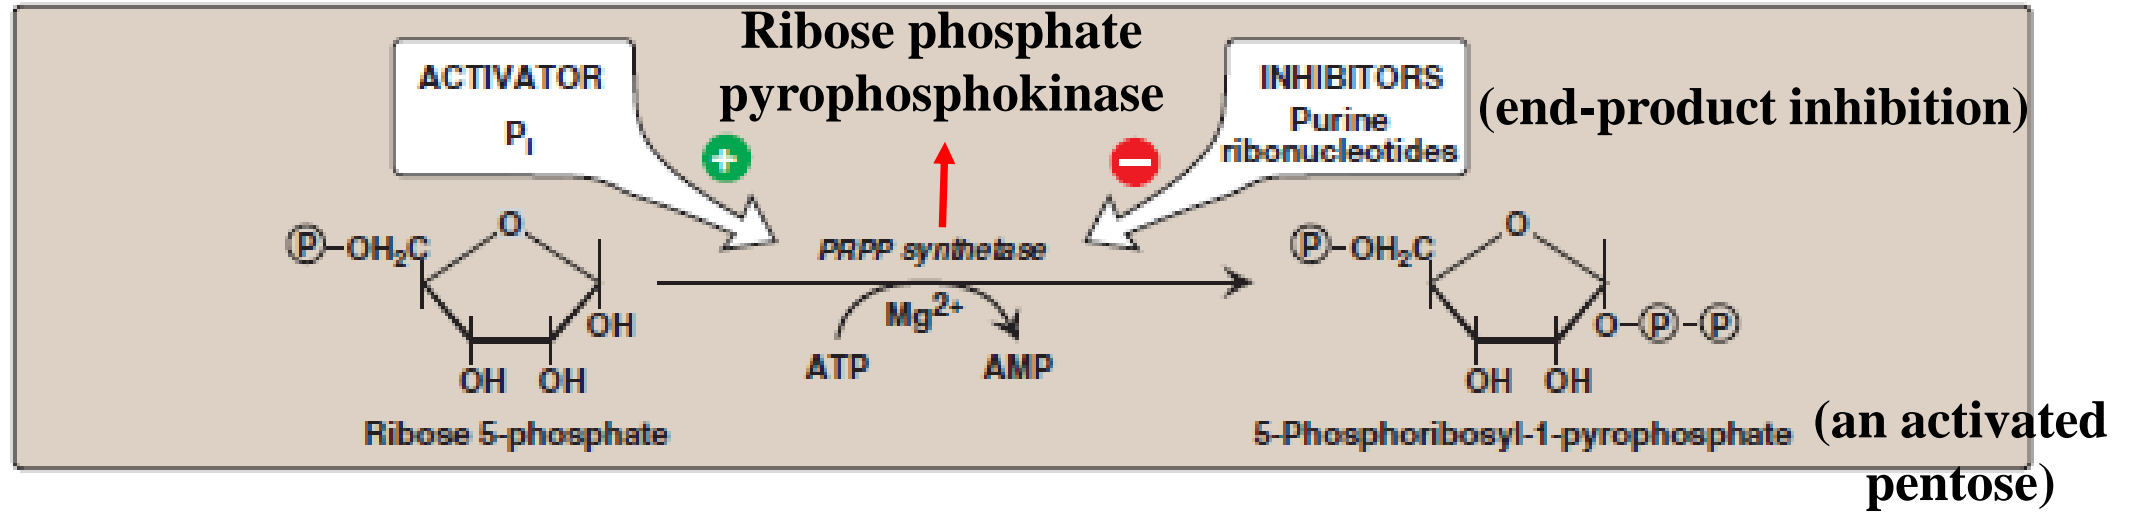 Ribose phosphate
pyrophosphokinase
ACTIVATOR
Pi
+
INHIBITORS
Purine
ribonucleotides
(end-product inhibition)
−
P–OH2C
O
OH
OH OH
Ribose 5-phosphate
PRPP synthetase
Mg2+
ATP
AMP
P–OH2C
O
O–P–P
OH OH
5-Phosphoribosyl-1-pyrophosphate
(an activated
pentose)